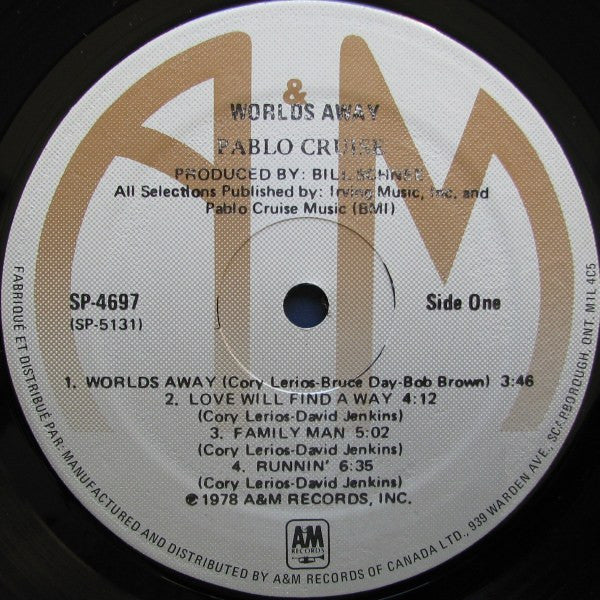 A&M
WORLDS AWAY
PABLO CRUISE
PRODUCED BY: BILL SCHNEE
All Selections Published by: Irving Music, Inc. and
Pablo Cruise Music (BMI)
SP-4697
(SP-5131)
Side One
1. WORLDS AWAY (Cory Lerios-Bruce Day-Bob Brown) 3:46
2. LOVE WILL FIND A WAY 4:12
(Cory Lerios-David Jenkins)
3. FAMILY MAN 5:02
(Cory Lerios-David Jenkins)
4. RUNNIN' 6:35
(Cory Lerios-David Jenkins)
℗ 1978 A&M RECORDS, INC.
A&M
RECORDS
FABRIQUÉ ET DISTRIBUÉ PAR: MANUFACTURED AND DISTRIBUTED BY A&M RECORDS OF CANADA LTD., 939 WARDEN AVE., SCARBOROUGH, ONT. M1L 4C5